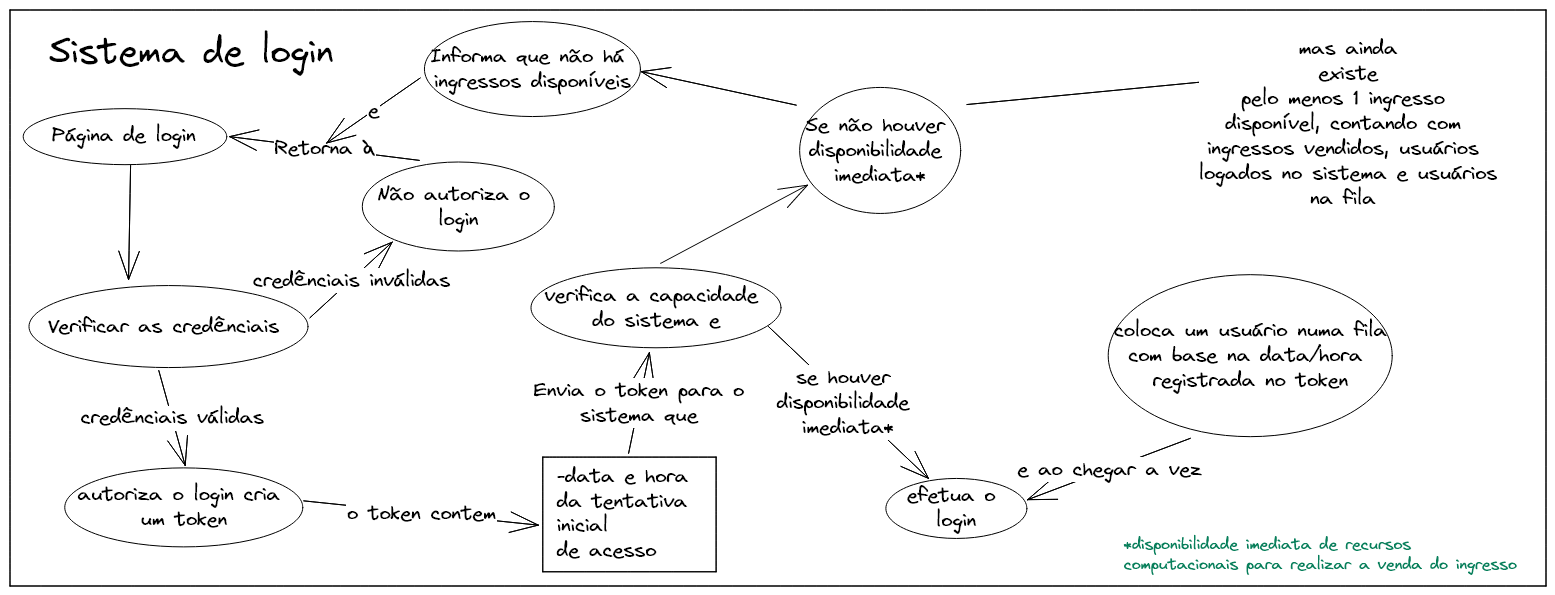 Sistema de login
Informa que não há
ingressos disponíveis
e
Página de login
Retorna à
Não autoriza o
login
Se não houver
disponibilidade
imediata*
mas ainda
existe
pelo menos 1 ingresso
disponível, contando com
ingressos vendidos, usuários
logados no sistema e usuários
na fila
credênciais inválidas
Verificar as credênciais
verifica a capacidade
do sistema e
coloca um usuário numa fila
com base na data/hora
registrada no token
credênciais válidas
Envia o token para o
sistema que
se houver
disponibilidade
imediata*
e ao chegar a vez
autoriza o login cria
um token
o token contem
-data e hora
da tentativa
inicial
de acesso
efetua o
login
*disponibilidade imediata de recursos
computacionais para realizar a venda do ingresso